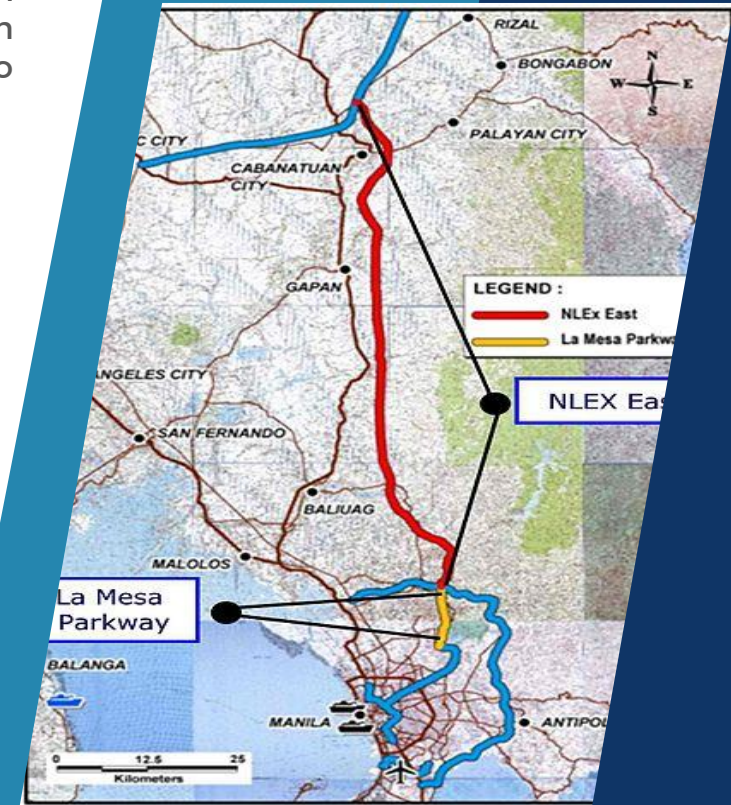 n
o
RIZAL
BONGABON
N
W E
S
C CITY
PALAYAN CITY
CABANATUAN
CITY
GAPAN
LEGEND :
NLEx East
La Mesa Parkwa
ANGELES CITY
NLEX Eas
SAN FERNANDO
BALIUAG
MALOLOS
La Mesa
Parkway
BALANGA
MANILA
ANTIPOL
0 12.5 25
Kilometers